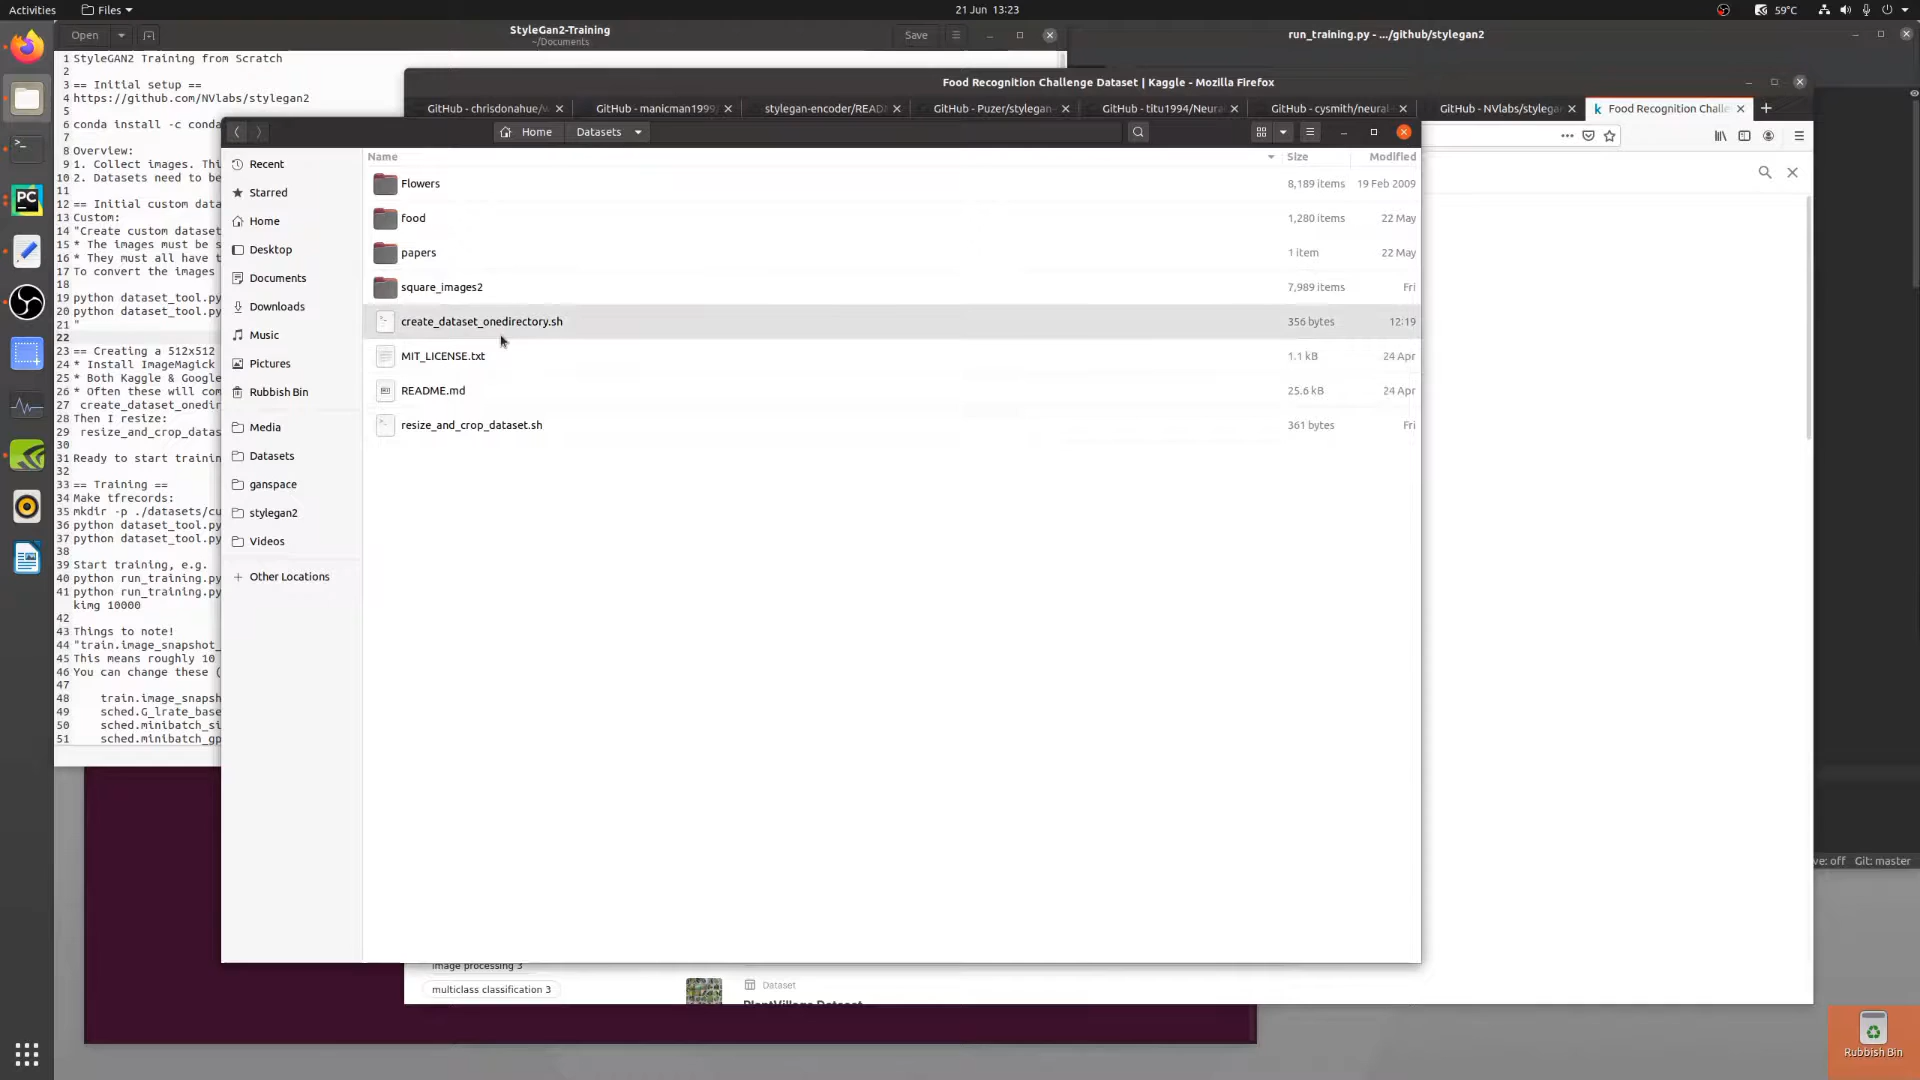 Activities
Files
21 Jun 13:23
59°C
Open
StyleGan2-Training
~/Documents
Save
run_training.py - .../github/stylegan2
1 StyleGAN2 Training from Scratch
2
3 == Initial setup ==
4 https://github.com/NVlabs/stylegan2
5
6 conda install -c conda
7
8 Overview:
9 1. Collect images. Thi
10 2. Datasets need to be
11
12 == Initial custom data
13 Custom:
14 "Create custom dataset
15 * The images must be s
16 * They must all have t
17 To convert the images
18
19 python dataset_tool.py
20 python dataset_tool.py
21 "
22
23 == Creating a 512x512
24 * Install ImageMagick
25 * Both Kaggle & Google
26 * Often these will com
27 create_dataset_onedir
28 Then I resize:
29 resize_and_crop_datas
30
31 Ready to start trainin
32
33 == Training ==
34 Make tfrecords:
35 mkdir -p ./datasets/cu
36 python dataset_tool.py
37 python dataset_tool.py
38
39 Start training, e.g.
40 python run_training.py
41 python run_training.py
kimg 10000
42
43 Things to note!
44 "train.image_snapshot_
45 This means roughly 10
46 You can change these (
47
48 train.image_snapsh
49 sched.G_lrate_base
50 sched.minibatch_si
51 sched.minibatch_gp
Food Recognition Challenge Dataset | Kaggle - Mozilla Firefox
GitHub - chrisdonahue/
GitHub - manicman1999
stylegan-encoder/READ
GitHub - Puzer/stylegan-
GitHub - titu1994/Neura
GitHub - cysmith/neural-
GitHub - NVlabs/stylega
Food Recognition Challe
Home
Datasets
Recent
Starred
Home
Desktop
Documents
Downloads
Music
Pictures
Rubbish Bin
Media
Datasets
ganspace
stylegan2
Videos
Other Locations
Name Size Modified
Flowers 8,189 items 19 Feb 2009
food 1,280 items 22 May
papers 1 item 22 May
square_images2 7,989 items Fri
create_dataset_onedirectory.sh 356 bytes 12:19
MIT_LICENSE.txt 1.1 kB 24 Apr
README.md 25.6 kB 24 Apr
resize_and_crop_dataset.sh 361 bytes Fri
ve: off Git: master
image processing 3
multiclass classification 3
Dataset
PlantVillage Dataset
Rubbish Bin